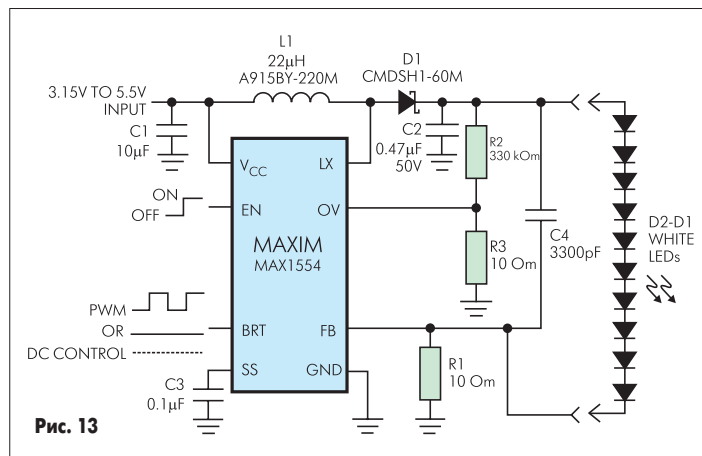 L1
22µH
A915BY-220M
D1
CMDSH1-60M
3.15V TO 5.5V
INPUT
C1
10µF
C2
0.47µF
50V
R2
330 kOm
VCC
LX
ON
OFF
EN
OV
MAXIM
MAX1554
R3
10 Om
C4
3300pF
D2-D1
WHITE
LEDs
PWM
OR
DC CONTROL
BRT
FB
SS
GND
R1
10 Om
C3
0.1µF
Рис. 13